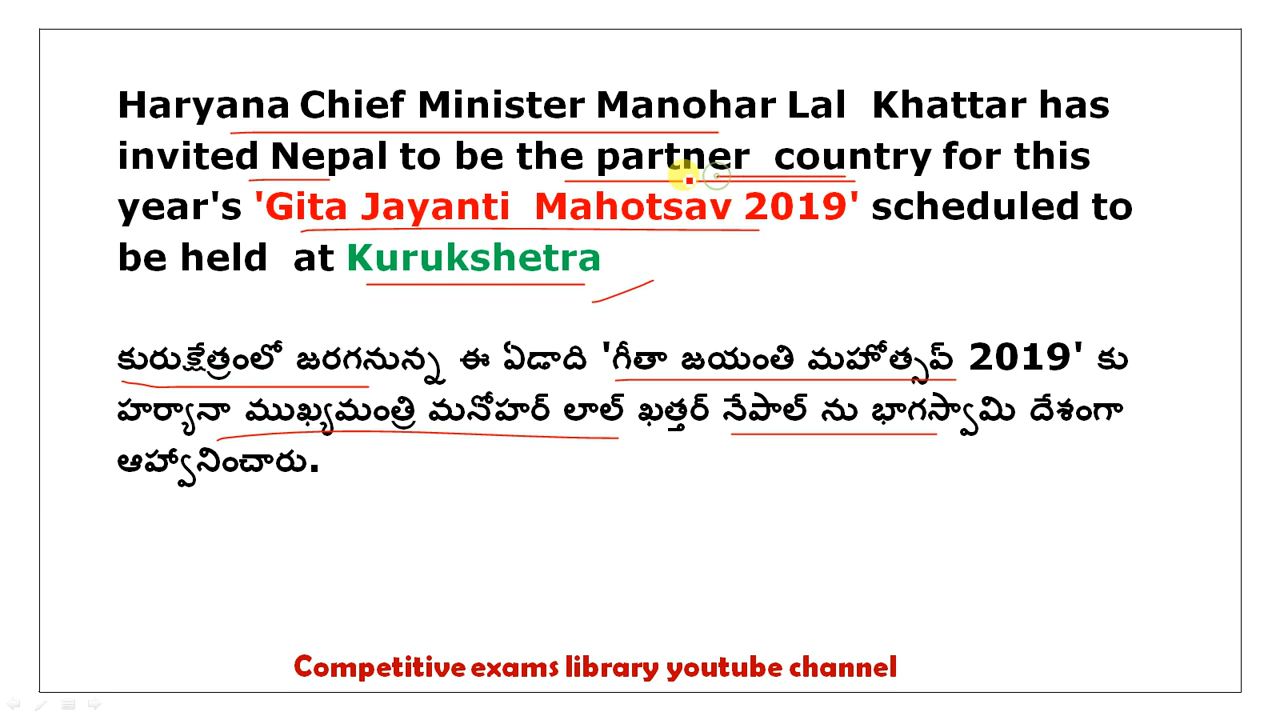 Haryana Chief Minister Manohar Lal Khattar has
invited Nepal to be the partner country for this
year's 'Gita Jayanti Mahotsav 2019' scheduled to
be held at Kurukshetra
కురుక్షేత్రంలో జరగనున్న ఈ ఏడాది 'గీతా జయంతి మహోత్సవ్ 2019' కు
హర్యానా ముఖ్యమంత్రి మనోహర్ లాల్ ఖత్తర్ నేపాల్ ను భాగస్వామి దేశంగా
ఆహ్వానించారు.
Competitive exams library youtube channel